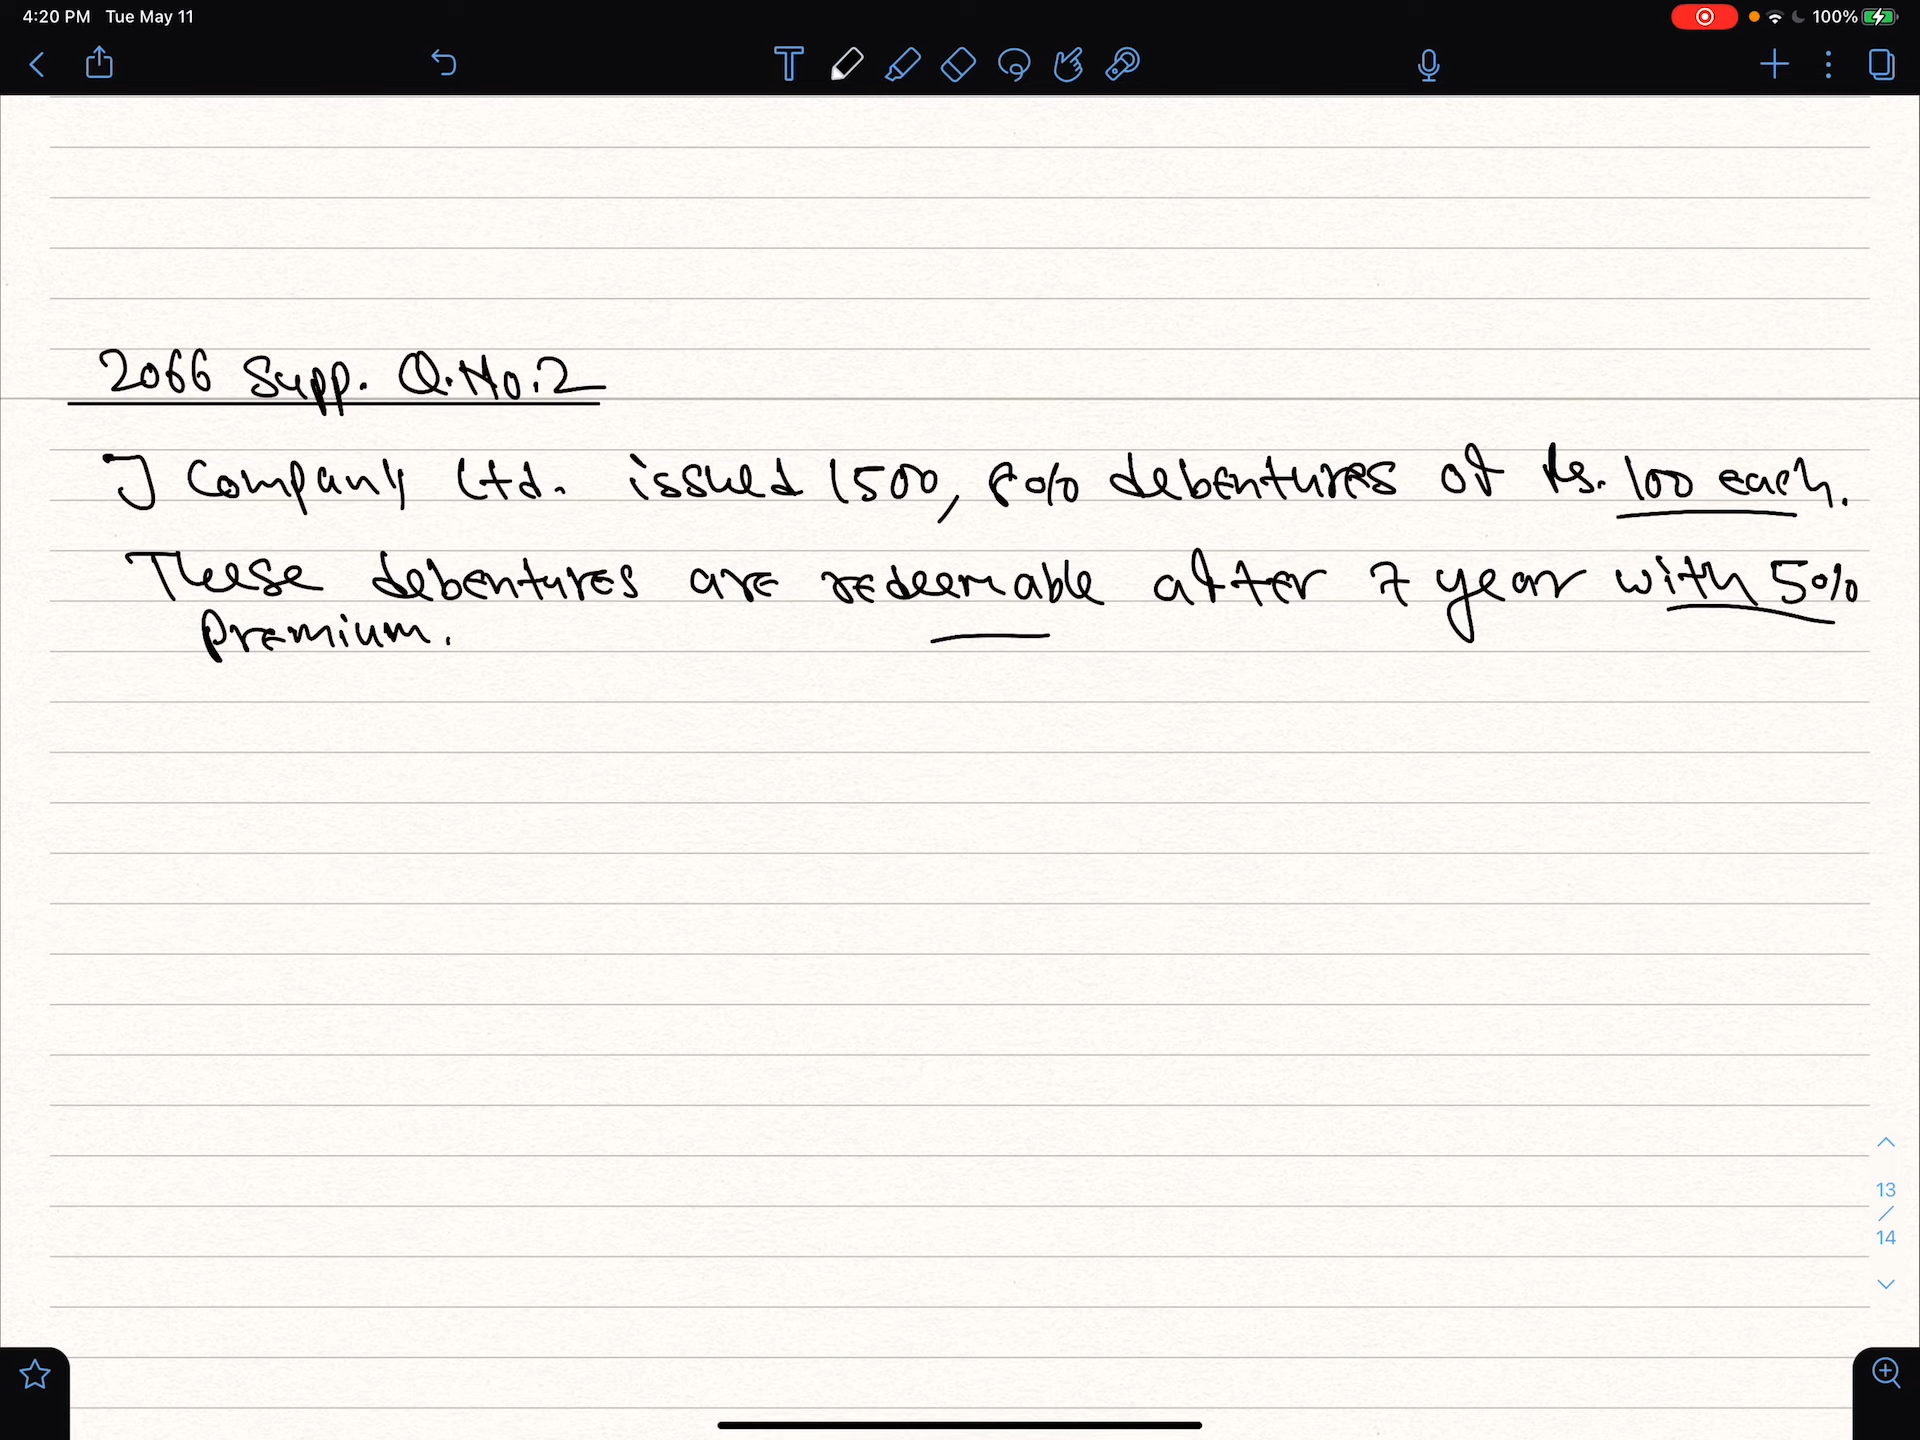 4:20 PM Tue May 11
100%
2066 Supp. Q.No.2
J Company Ltd. issued 1500, 8% debentures of Rs. 100 each.
These debentures are redeemable after 7 year with 5%
premium.
13
/
14